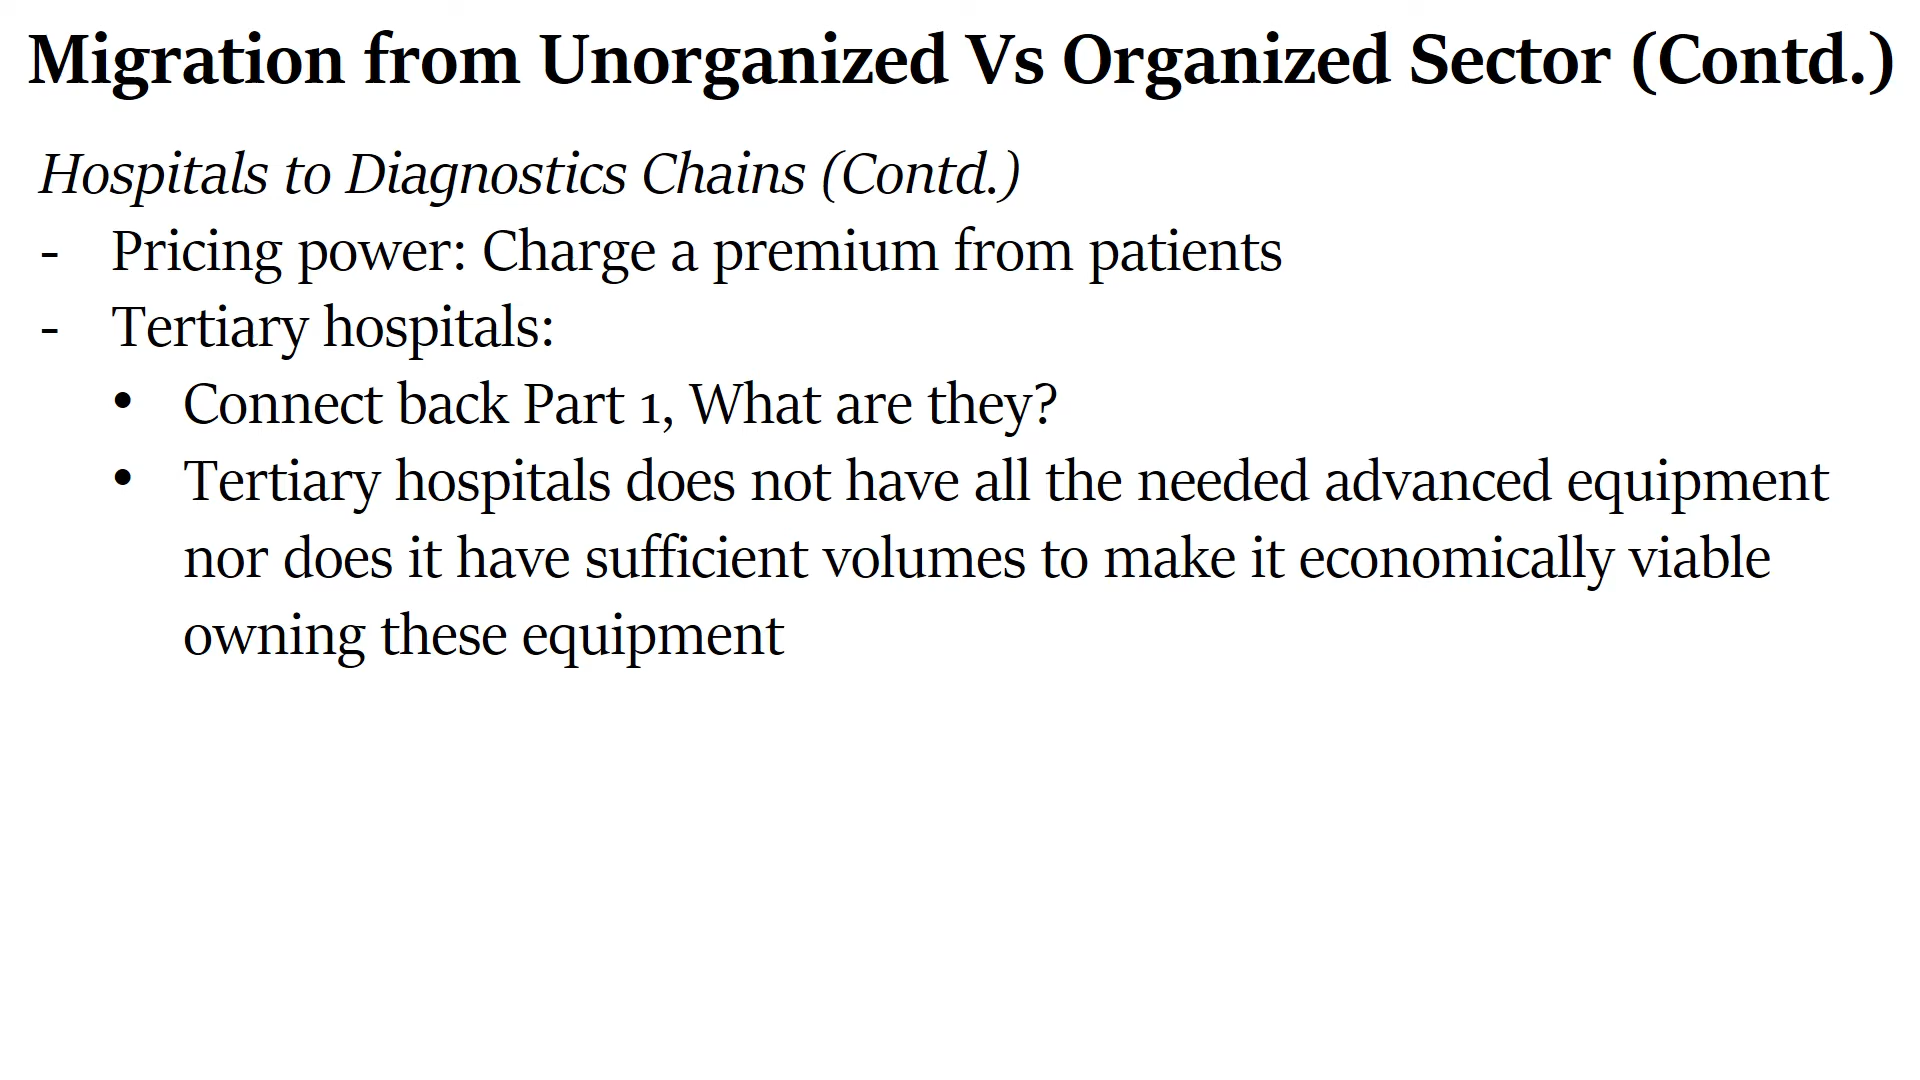 Migration from Unorganized Vs Organized Sector (Contd.)
Hospitals to Diagnostics Chains (Contd.)
- Pricing power: Charge a premium from patients
- Tertiary hospitals:
• Connect back Part 1, What are they?
• Tertiary hospitals does not have all the needed advanced equipment
nor does it have sufficient volumes to make it economically viable
owning these equipment